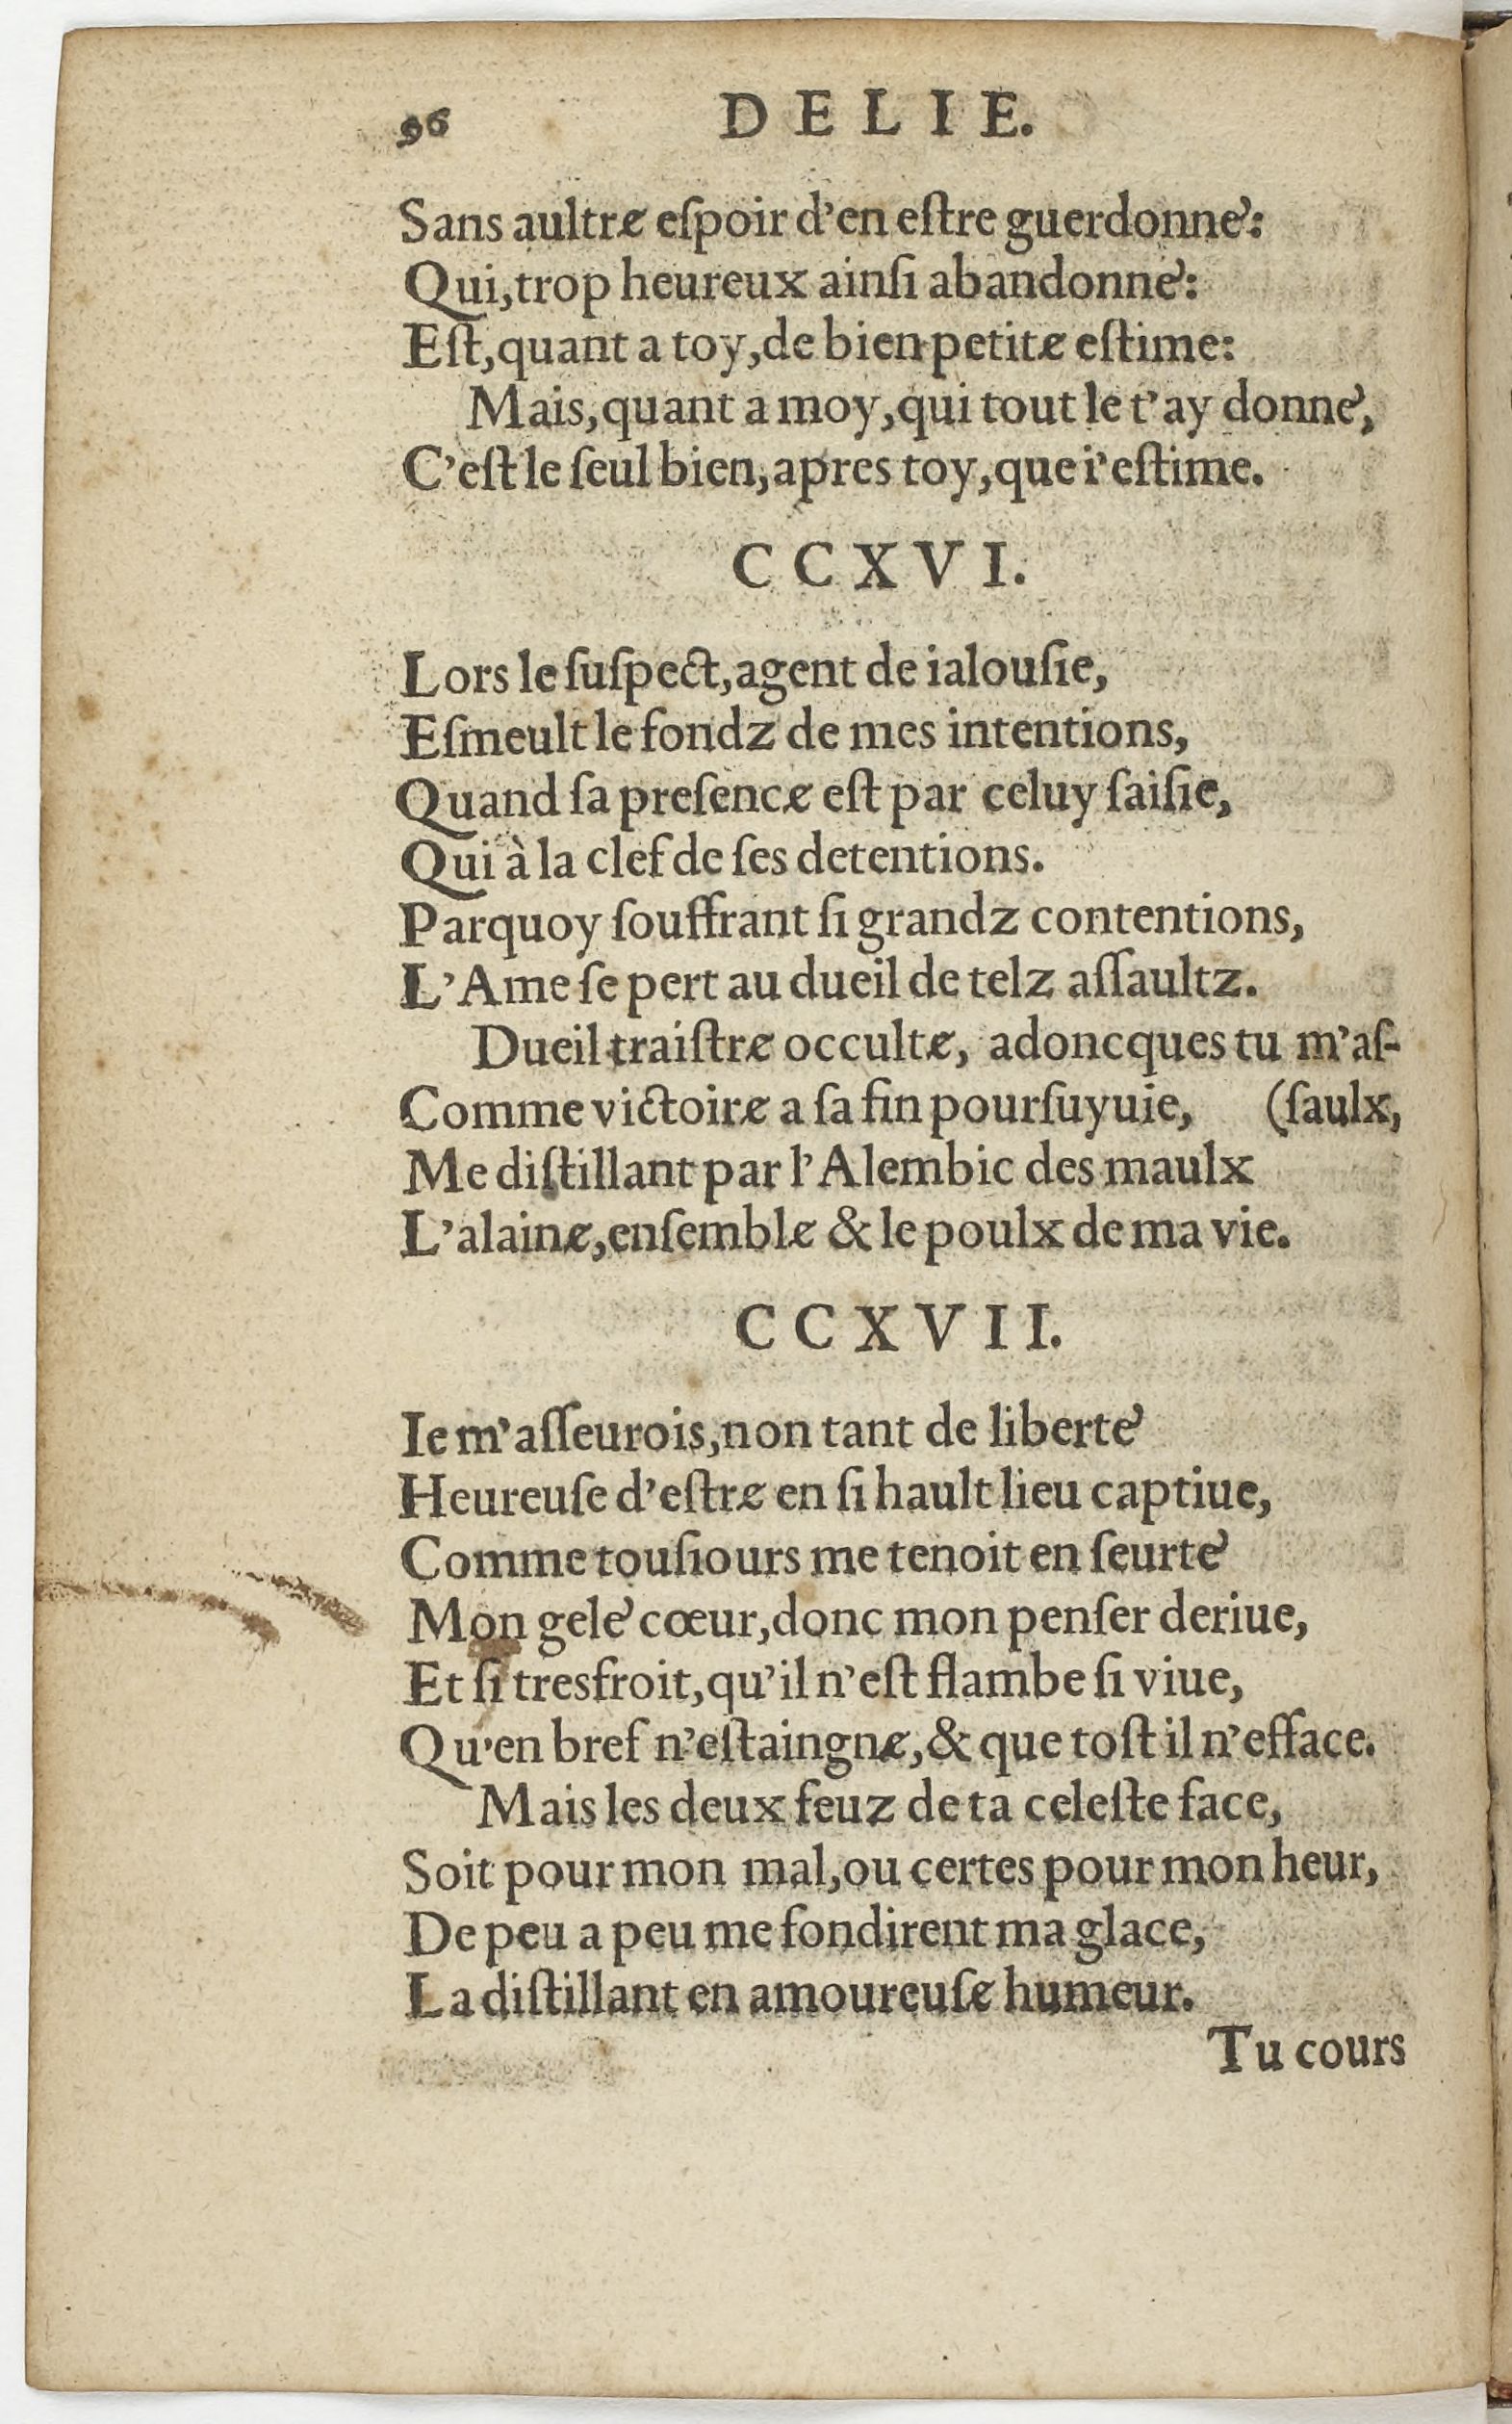 96 DELIE.
Sans aultre eſpoir d'en eſtre guerdonné:
Qui, trop heureux ainſi abandonné:
Eſt, quant a toy, de bien petite eſtime:
Mais, quant a moy, qui tout le t'ay donné,
C'eſt le ſeul bien, apres toy, que i'eſtime.
CCXVI.
Lors le ſuſpect, agent de ialouſie,
Eſmeult le fondz de mes intentions,
Quand ſa preſence eſt par celuy ſaiſie,
Qui à la clef de ſes detentions.
Parquoy ſouffrant ſi grandz contentions,
L'Ame ſe pert au dueil de telz aſſaultz.
Dueil traiſtre occulte, adoncques tu m'aſ-
Comme victoire a ſa fin pourſuyuie, (ſaulx,
Me diſtillant par l'Alembic des maulx
L'alaine, enſemble & le poulx de ma vie.
CCXVII.
Ie m'aſſeurois, non tant de liberté
Heureuſe d'eſtre en ſi hault lieu captiue,
Comme touſiours me tenoit en ſeurté
Mon gelé cœur, donc mon penſer deriue,
Et ſi tresfroit, qu'il n'eſt flambe ſi viue,
Qu'en bref n'eſtaingne, & que toſt il n'efface.
Mais les deux feuz de ta celeſte face,
Soit pour mon mal, ou certes pour mon heur,
De peu a peu me fondirent ma glace,
La diſtillant en amoureuſe humeur.
Tu cours